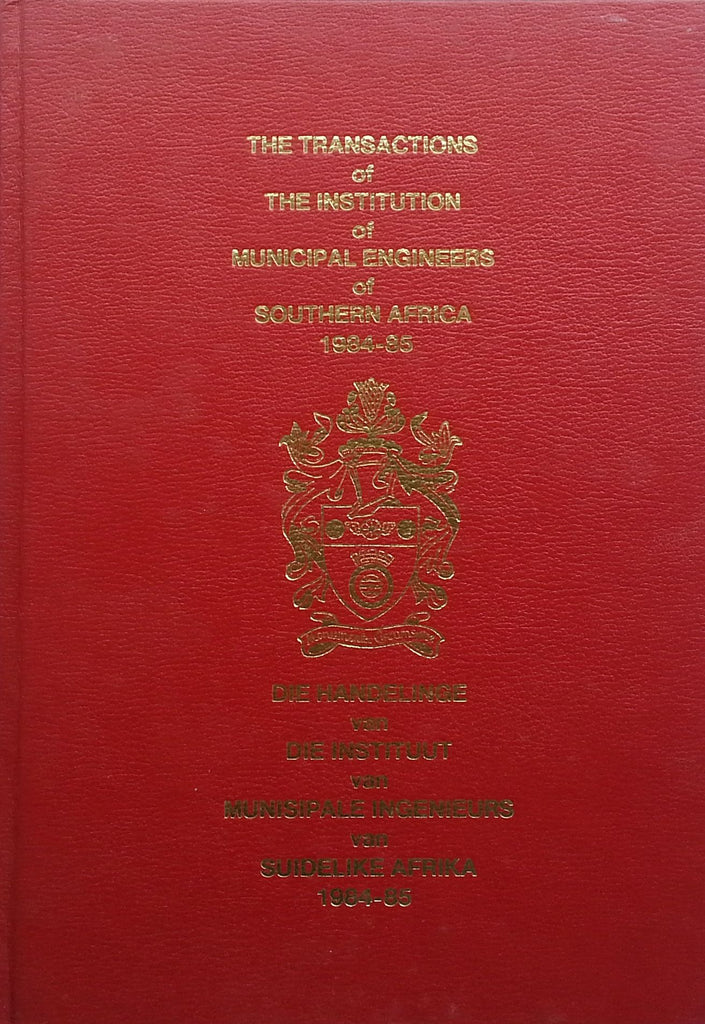 THE TRANSACTIONS
of
THE INSTITUTION
of
MUNICIPAL ENGINEERS
of
SOUTHERN AFRICA
1984-85
DIE HANDELINGE
van
DIE INSTITUUT
van
MUNISIPALE INGENIEURS
van
SUIDELIKE AFRIKA
1984-85